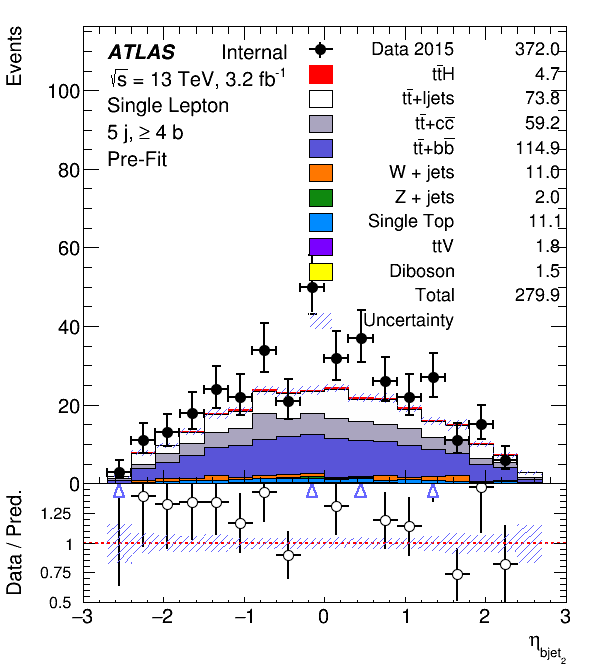 Events
ATLAS Internal
√s = 13 TeV, 3.2 fb⁻¹
Single Lepton
5 j, ≥ 4 b
Pre-Fit
Data 2015 372.0
tt̄H 4.7
tt̄+ljets 73.8
tt̄+cc̄ 59.2
tt̄+bb̄ 114.9
W + jets 11.0
Z + jets 2.0
Single Top 11.1
ttV 1.8
Diboson 1.5
Total 279.9
Uncertainty
100
80
60
40
20
0
Data / Pred.
1.25
1
0.75
0.5
−3 −2 −1 0 1 2 3
η_bjet₂